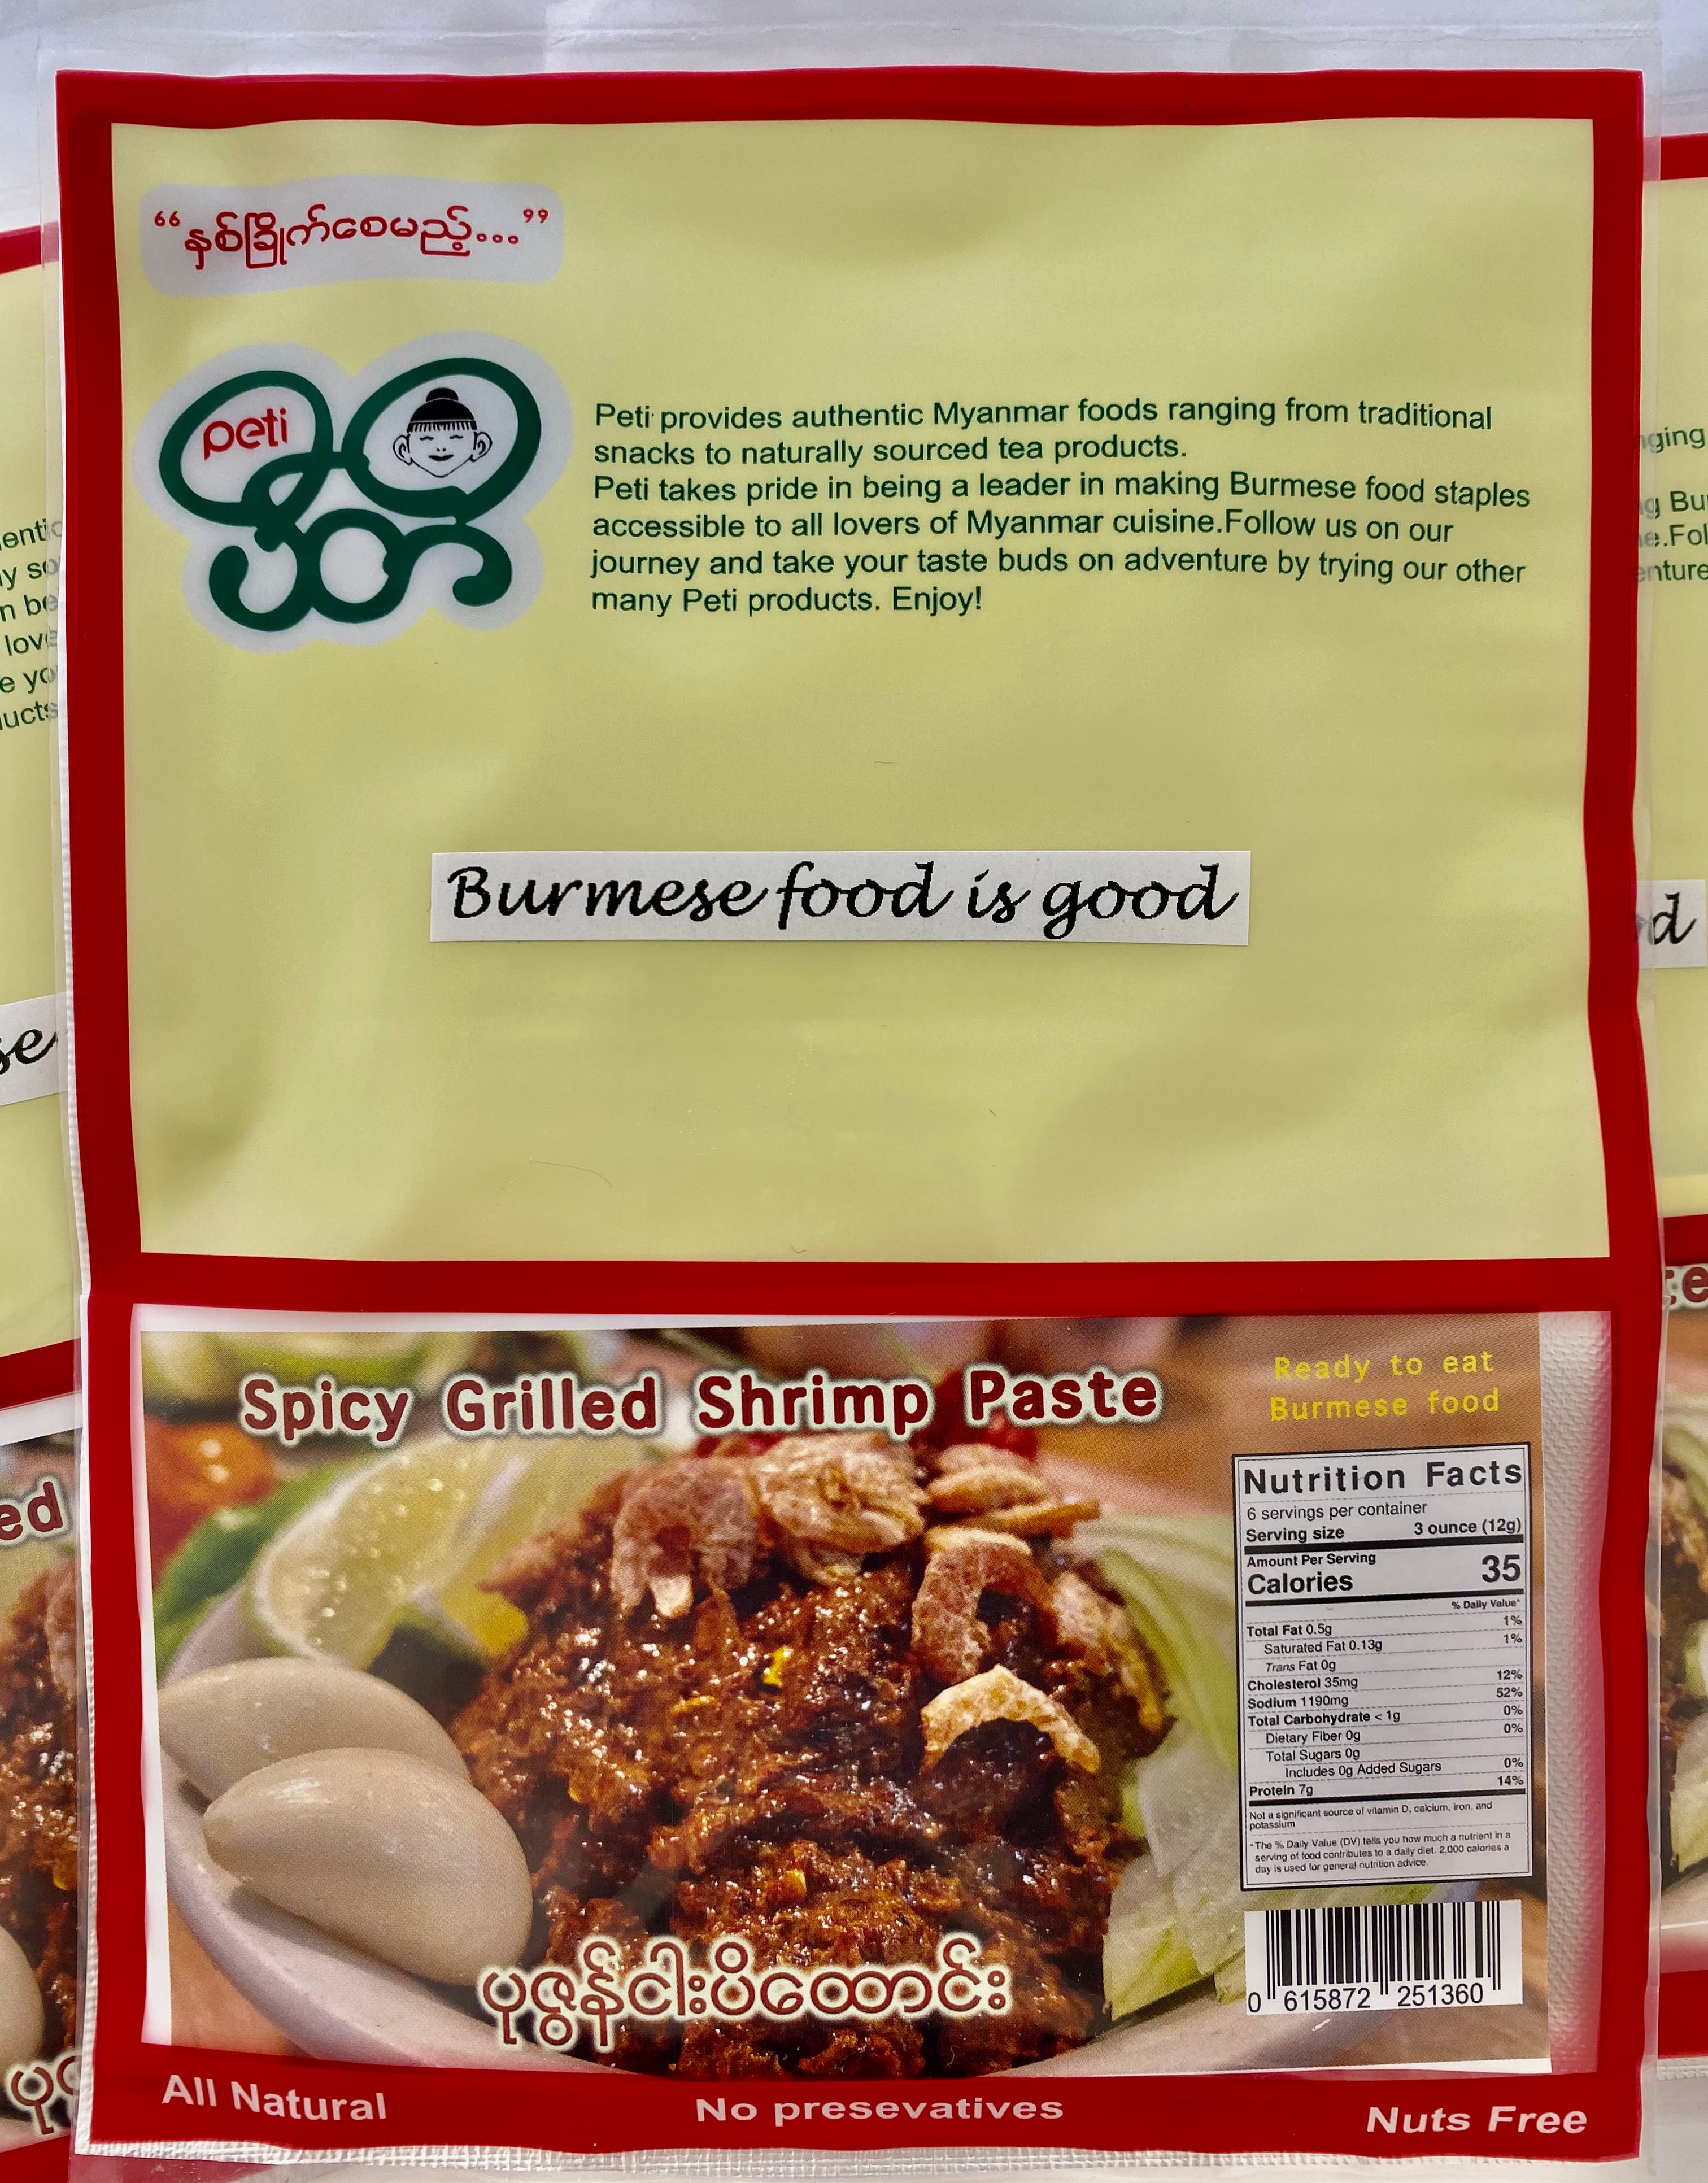 “နှစ်ခြိုက်စေမည့်...”
peti
ပီတိ
Peti provides authentic Myanmar foods ranging from traditional
snacks to naturally sourced tea products.
Peti takes pride in being a leader in making Burmese food staples
accessible to all lovers of Myanmar cuisine.Follow us on our
journey and take your taste buds on adventure by trying our other
many Peti products. Enjoy!
Burmese food is good
Spicy Grilled Shrimp Paste
Ready to eat
Burmese food
Nutrition Facts
6 servings per container
Serving size 3 ounce (12g)
Amount Per Serving
Calories 35
% Daily Value*
Total Fat 0.5g 1%
Saturated Fat 0.13g 1%
Trans Fat 0g
Cholesterol 35mg 12%
Sodium 1190mg 52%
Total Carbohydrate < 1g 0%
Dietary Fiber 0g 0%
Total Sugars 0g
Includes 0g Added Sugars 0%
Protein 7g 14%
Not a significant source of vitamin D, calcium, iron, and
potassium
*The % Daily Value (DV) tells you how much a nutrient in a
serving of food contributes to a daily diet. 2,000 calories a
day is used for general nutrition advice.
ပုဇွန်ငါးပိထောင်း
0 615872 251360
All Natural
No presevatives
Nuts Free